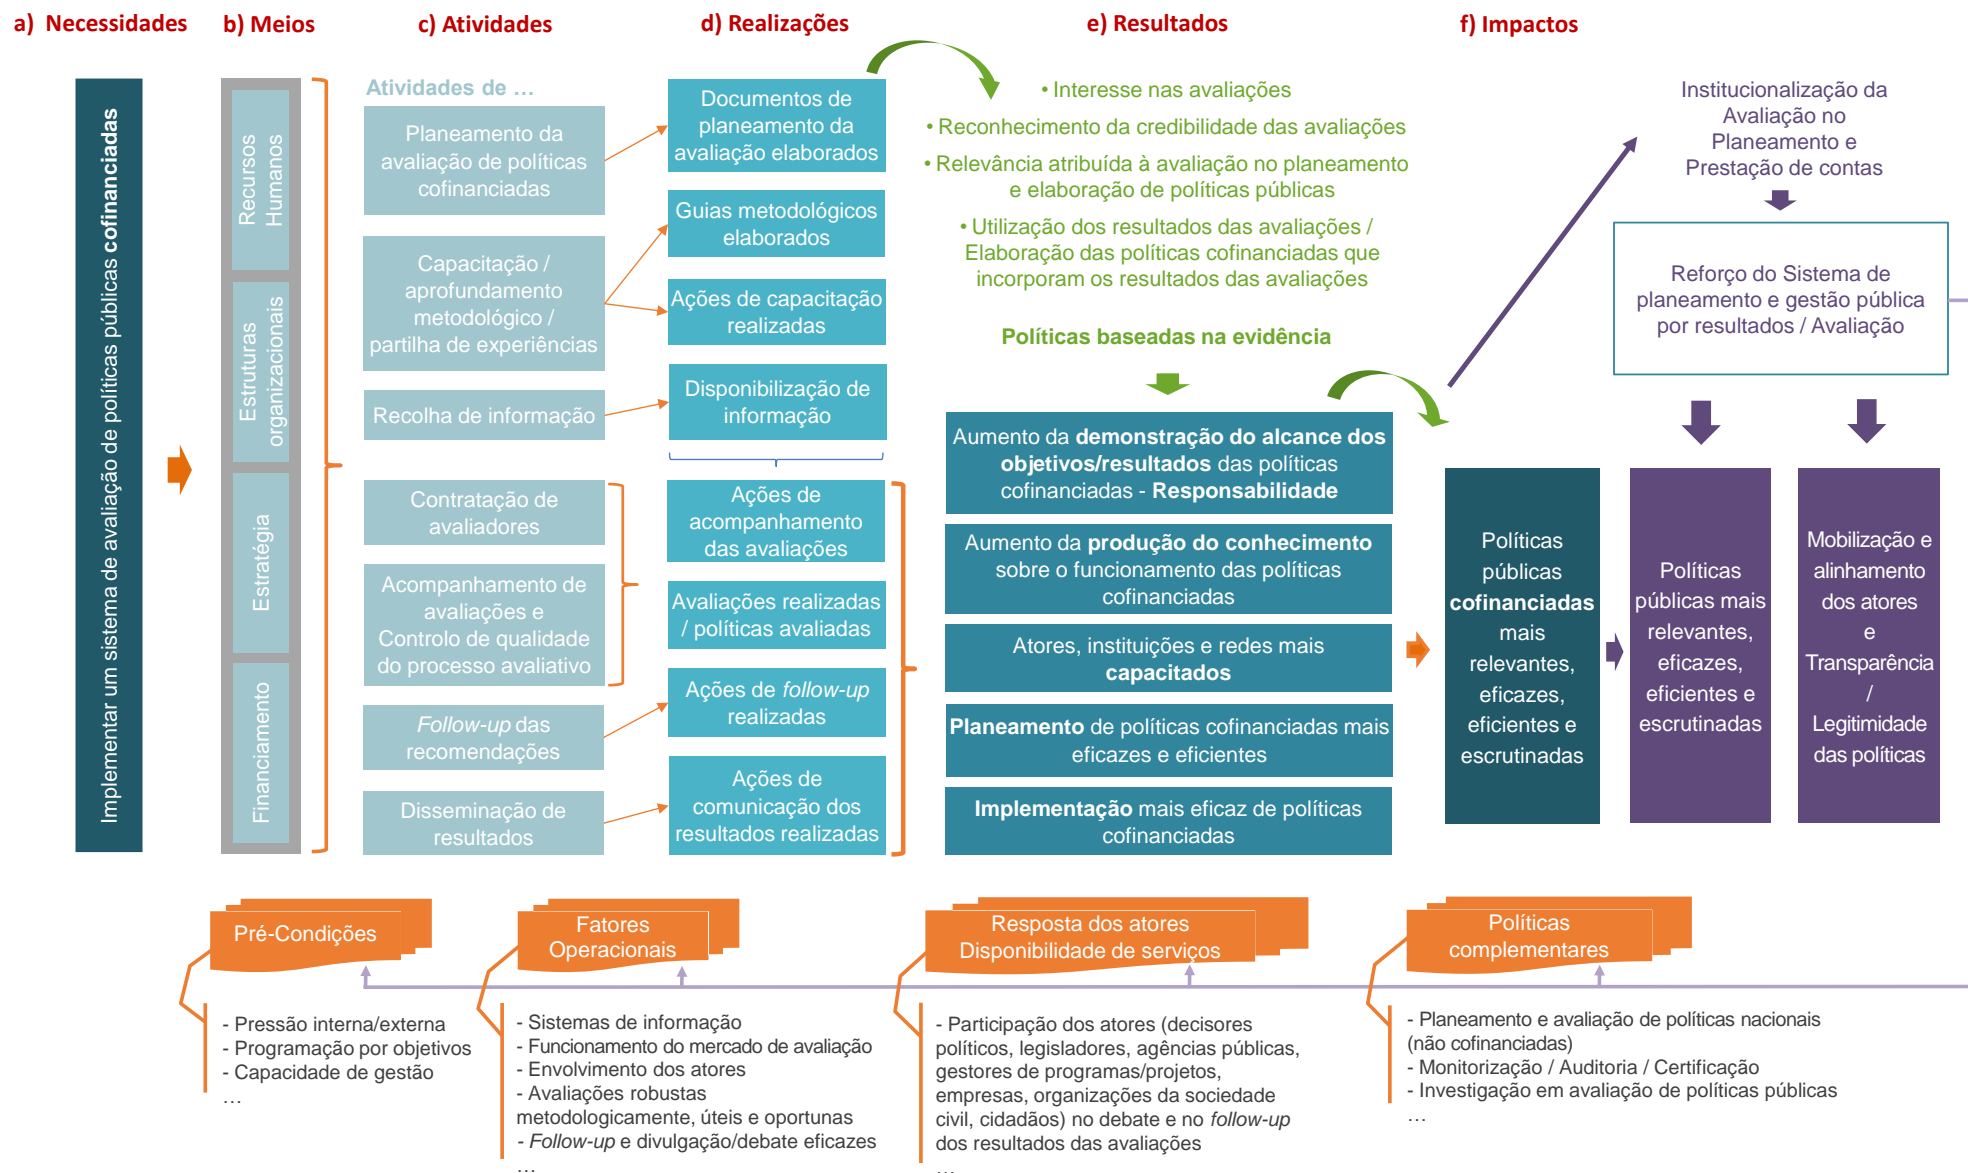 a) Necessidades
b) Meios
c) Atividades
d) Realizações
e) Resultados
f) Impactos
Implementar um sistema de avaliação de políticas públicas cofinanciadas
Recursos
Humanos
Estruturas
organizacionais
Estratégia
Financiamento
Atividades de …
Planeamento da
avaliação de políticas
cofinanciadas
Capacitação /
aprofundamento
metodológico /
partilha de experiências
Recolha de informação
Contratação de
avaliadores
Acompanhamento de
avaliações e
Controlo de qualidade
do processo avaliativo
Follow-up das
recomendações
Disseminação de
resultados
Documentos de
planeamento da
avaliação elaborados
Guias metodológicos
elaborados
Ações de capacitação
realizadas
Disponibilização de
informação
Ações de
acompanhamento
das avaliações
Avaliações realizadas
/ políticas avaliadas
Ações de follow-up
realizadas
Ações de
comunicação dos
resultados realizadas
• Interesse nas avaliações
• Reconhecimento da credibilidade das avaliações
• Relevância atribuída à avaliação no planeamento
e elaboração de políticas públicas
• Utilização dos resultados das avaliações /
Elaboração das políticas cofinanciadas que
incorporam os resultados das avaliações
Políticas baseadas na evidência
Aumento da demonstração do alcance dos
objetivos/resultados das políticas
cofinanciadas - Responsabilidade
Aumento da produção do conhecimento
sobre o funcionamento das políticas
cofinanciadas
Atores, instituições e redes mais
capacitados
Planeamento de políticas cofinanciadas mais
eficazes e eficientes
Implementação mais eficaz de políticas
cofinanciadas
Institucionalização da
Avaliação no
Planeamento e
Prestação de contas
Reforço do Sistema de
planeamento e gestão pública
por resultados / Avaliação
Políticas
públicas
cofinanciadas
mais
relevantes,
eficazes,
eficientes e
escrutinadas
Políticas
públicas mais
relevantes,
eficazes,
eficientes e
escrutinadas
Mobilização e
alinhamento
dos atores
e
Transparência
/
Legitimidade
das políticas
Pré-Condições
- Pressão interna/externa
- Programação por objetivos
- Capacidade de gestão
…
Fatores
Operacionais
- Sistemas de informação
- Funcionamento do mercado de avaliação
- Envolvimento dos atores
- Avaliações robustas
metodologicamente, úteis e oportunas
- Follow-up e divulgação/debate eficazes
…
Resposta dos atores
Disponibilidade de serviços
- Participação dos atores (decisores
políticos, legisladores, agências públicas,
gestores de programas/projetos,
empresas, organizações da sociedade
civil, cidadãos) no debate e no follow-up
dos resultados das avaliações
…
Políticas
complementares
- Planeamento e avaliação de políticas nacionais
(não cofinanciadas)
- Monitorização / Auditoria / Certificação
- Investigação em avaliação de políticas públicas
…